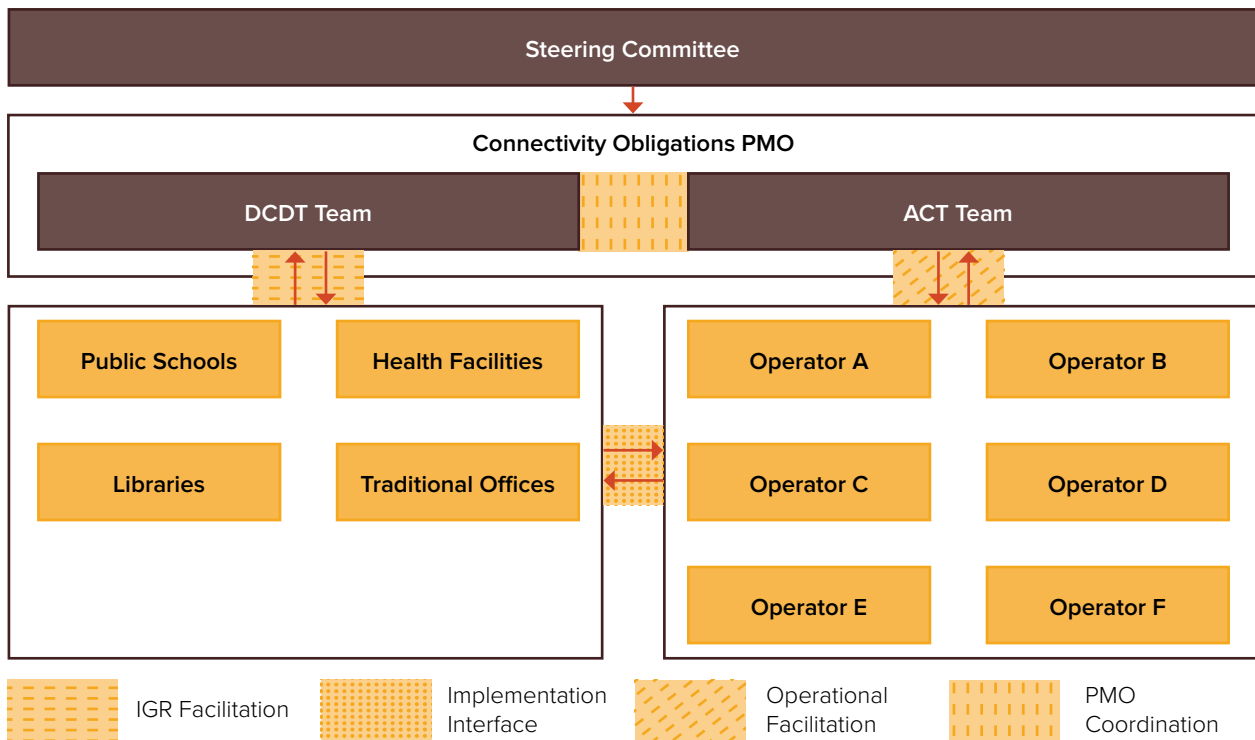 Steering Committee
Connectivity Obligations PMO
DCDT Team
ACT Team
Public Schools
Health Facilities
Libraries
Traditional Offices
Operator A
Operator B
Operator C
Operator D
Operator E
Operator F
IGR Facilitation
Implementation
Interface
Operational
Facilitation
PMO
Coordination